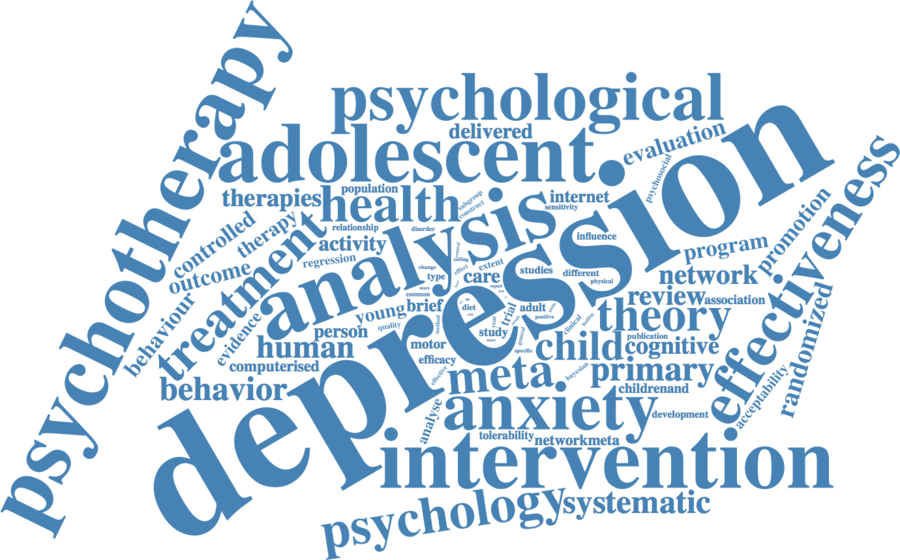 psychotherapy
psychological
delivered
adolescent
evaluation
psychosocial
depression
effectiveness
population
therapies
health
subgroup
construct
internet
sensitivity
analysis
controlled
therapy
treatment
relationship
disorder
activity
influence
program
promotion
outcome
regression
change
type
effect
extent
care
report
studies
different
physical
network
behaviour
evidence
common
young
brief
diet
trial
adult
positive
review
association
theory
randomized
quality
person
method
study
clinical
publication
human
motor
child
cognitive
computerised
efficacy
specific
general
effective
bayesian
primary
behavior
meta
childrenand
acceptability
analyse
anxiety
development
tolerability
networkmeta
intervention
psychology
systematic